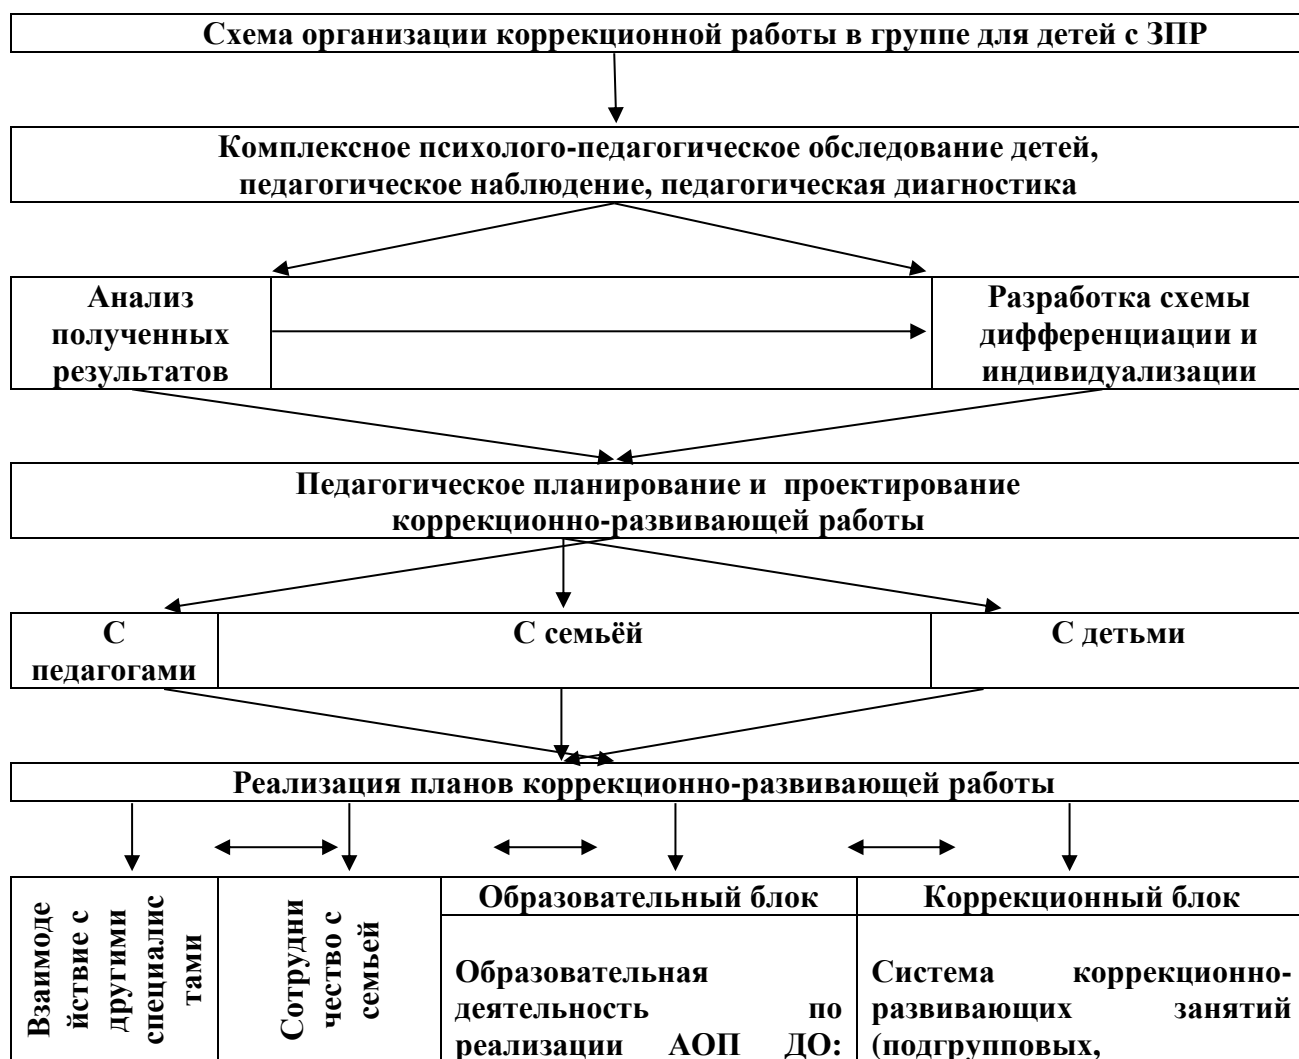 Схема организации коррекционной работы в группе для детей с ЗПР
Комплексное психолого-педагогическое обследование детей,
педагогическое наблюдение, педагогическая диагностика
Анализ
полученных
результатов
Разработка схемы
дифференциации и
индивидуализации
Педагогическое планирование и проектирование
коррекционно-развивающей работы
С
педагогами
С семьёй
С детьми
Реализация планов коррекционно-развивающей работы
Взаимоде
йствие с
другими
специалис
тами
Сотрудни
чество с
семьей
Образовательный блок
Образовательная
деятельность по
реализации АОП ДО:
Коррекционный блок
Система коррекционно-
развивающих занятий
(подгрупповых,